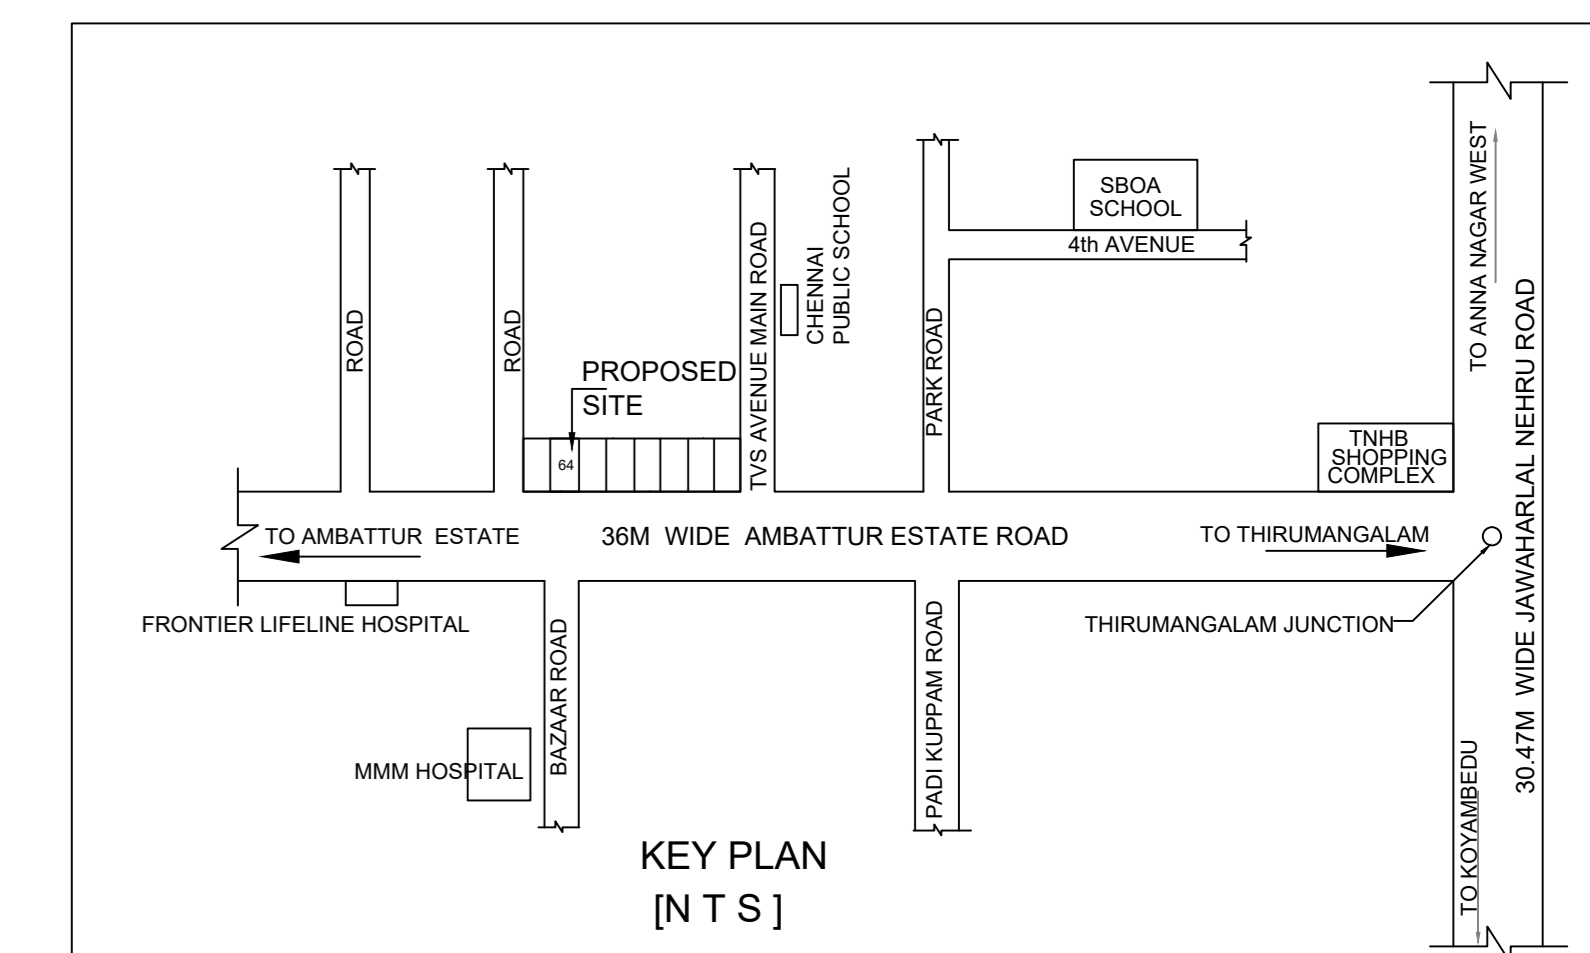 SBOA
SCHOOL
4th AVENUE
CHENNAI
PUBLIC SCHOOL
TVS AVENUE MAIN ROAD
ROAD
ROAD
PARK ROAD
TO ANNA NAGAR WEST
30.47M WIDE JAWAHARLAL NEHRU ROAD
PROPOSED
SITE
64
TNHB
SHOPPING
COMPLEX
TO AMBATTUR ESTATE
36M WIDE AMBATTUR ESTATE ROAD
TO THIRUMANGALAM
FRONTIER LIFELINE HOSPITAL
THIRUMANGALAM JUNCTION
BAZAAR ROAD
PADI KUPPAM ROAD
MMM HOSPITAL
TO KOYAMBEDU
KEY PLAN
[N T S ]